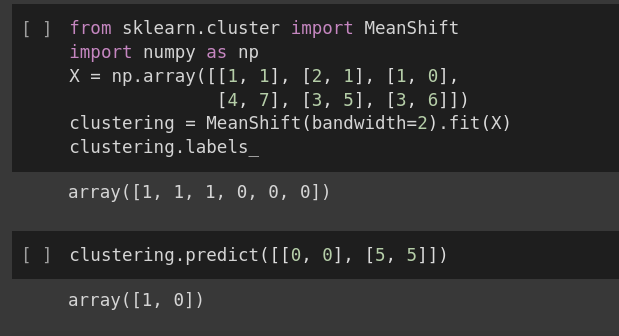 [ ] from sklearn.cluster import MeanShift
import numpy as np
X = np.array([[1, 1], [2, 1], [1, 0],
              [4, 7], [3, 5], [3, 6]])
clustering = MeanShift(bandwidth=2).fit(X)
clustering.labels_
array([1, 1, 1, 0, 0, 0])
[ ] clustering.predict([[0, 0], [5, 5]])
array([1, 0])